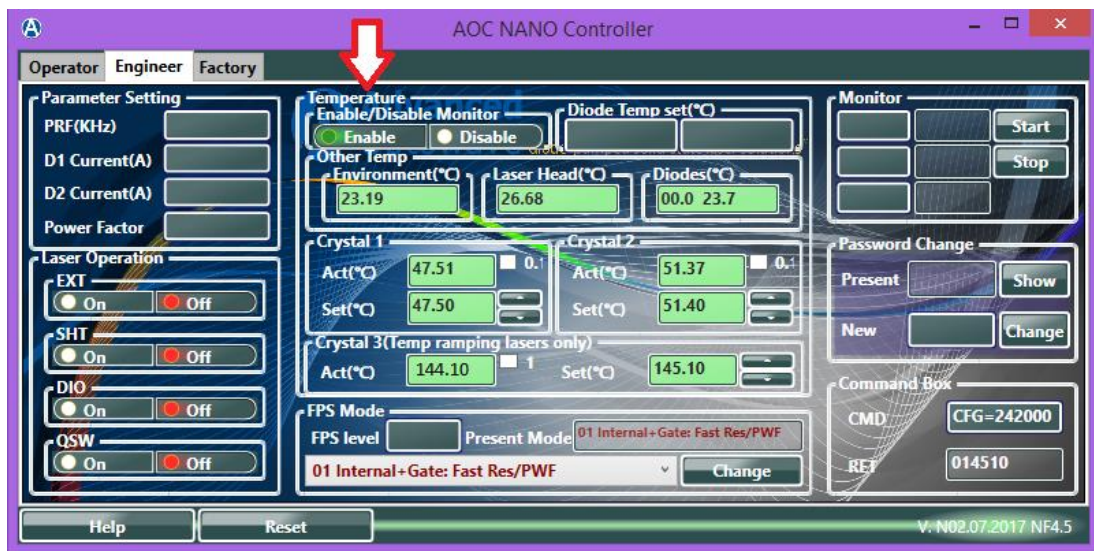 AOC NANO Controller
Operator Engineer Factory
Parameter Setting
PRF(KHz)
D1 Current(A)
D2 Current(A)
Power Factor
Laser Operation
EXT
On Off
SHT
On Off
DIO
On Off
QSW
On Off
Temperature
Enable/Disable Monitor
Enable Disable
Diode Temp set(°C)
Other Temp
Environment(°C) Laser Head(°C) Diodes(°C)
23.19 26.68 00.0 23.7
Crystal 1
Act(°C) 47.51 0.1
Set(°C) 47.50
Crystal 2
Act(°C) 51.37 0.1
Set(°C) 51.40
Crystal 3(Temp ramping lasers only)
Act(°C) 144.10 1 Set(°C) 145.10
FPS Mode
FPS level Present Mode 01 Internal+Gate: Fast Res/PWF
01 Internal+Gate: Fast Res/PWF Change
Monitor
Start
Stop
Password Change
Present Show
New Change
Command Box
CMD CFG=242000
RET 014510
Help Reset V. N02.07.2017 NF4.5